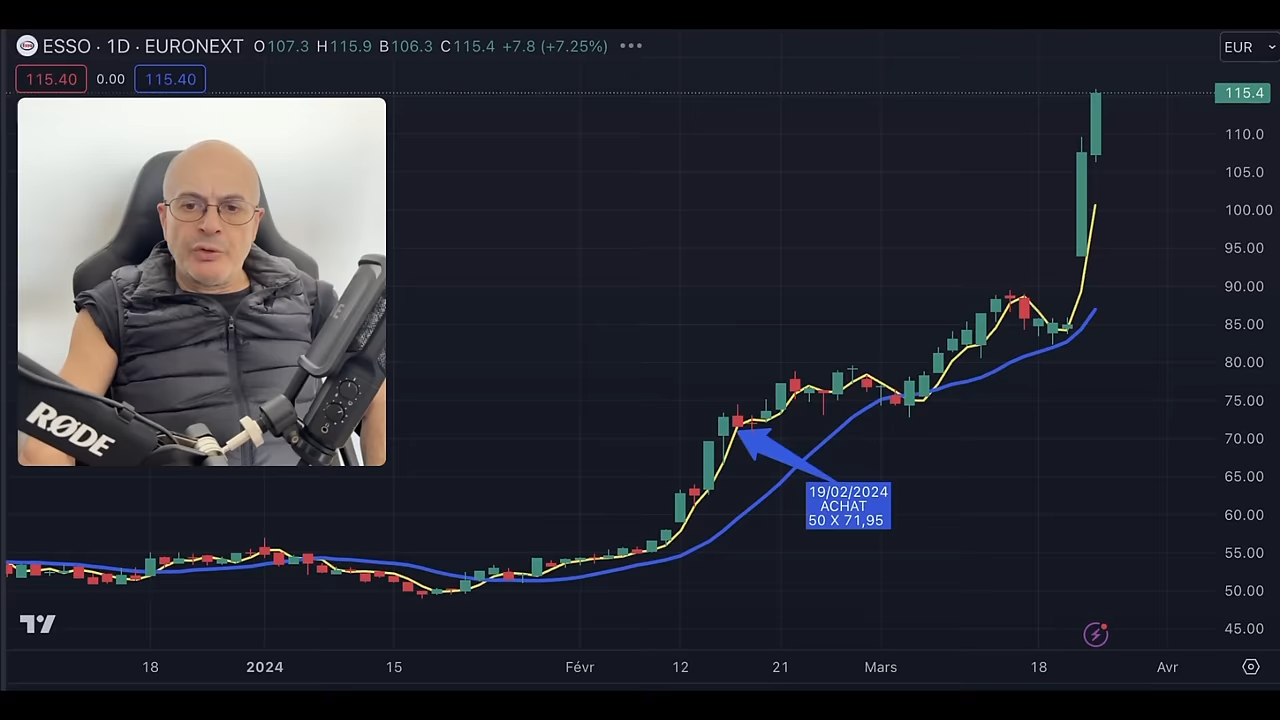 ESSO · 1D · EURONEXT O107.3 H115.9 B106.3 C115.4 +7.8 (+7.25%)
EUR
115.40 0.00 115.40
115.4
110.0
105.0
100.00
95.00
90.00
85.00
80.00
75.00
70.00
65.00
60.00
55.00
50.00
45.00
RØDE
19/02/2024
ACHAT
50 X 71,95
18 2024 15 Févr 12 21 Mars 18 Avr